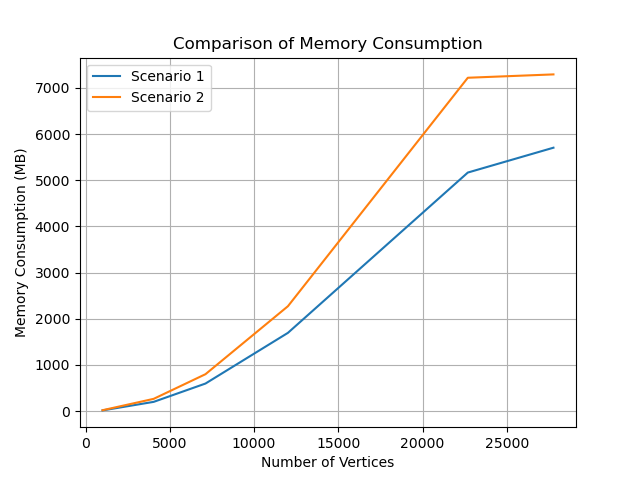 Comparison of Memory Consumption
Scenario 1
Scenario 2
Memory Consumption (MB)
7000
6000
5000
4000
3000
2000
1000
0
0 5000 10000 15000 20000 25000
Number of Vertices